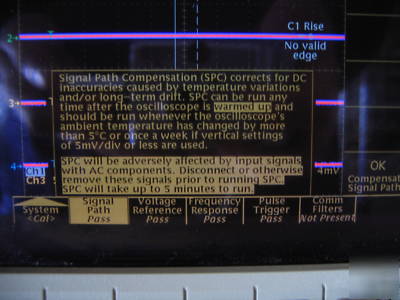 C1 Rise
2
No valid
edge
Signal Path Compensation (SPC) corrects for DC
inaccuracies caused by temperature variations
and/or long-term drift. SPC can be run any
time after the oscilloscope is warmed up and
should be run whenever the oscilloscope's
ambient temperature has changed by more
than 5°C or once a week if vertical settings
of 5mV/div or less are used.
3
SPC will be adversely affected by input signals
with AC components. Disconnect or otherwise
remove these signals prior to running SPC.
SPC will take up to 5 minutes to run.
4
Ch1
Ch3
4mV
OK
Compensat
Signal Path
System
<Cal>
Signal
Path
Pass
Voltage
Reference
Pass
Frequency
Response
Pass
Pulse
Trigger
Pass
Comm
Filters
Not Present